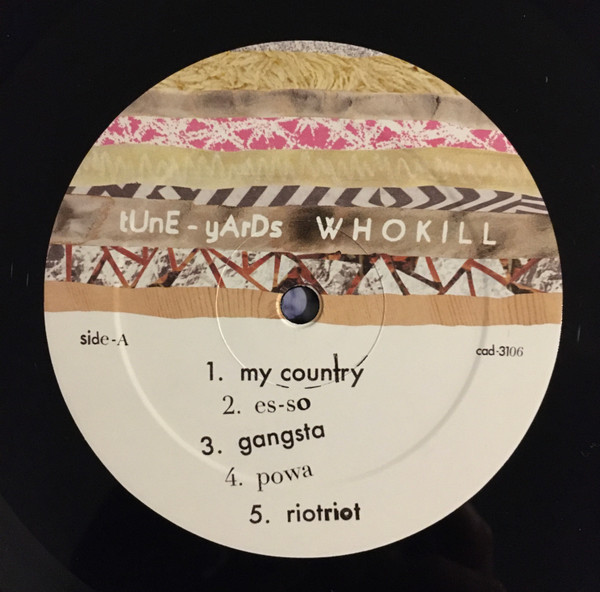 tUnE-yArDs WHOKILL
side-A
cad-3106
1. my country
2. es-so
3. gangsta
4. powa
5. riotriot